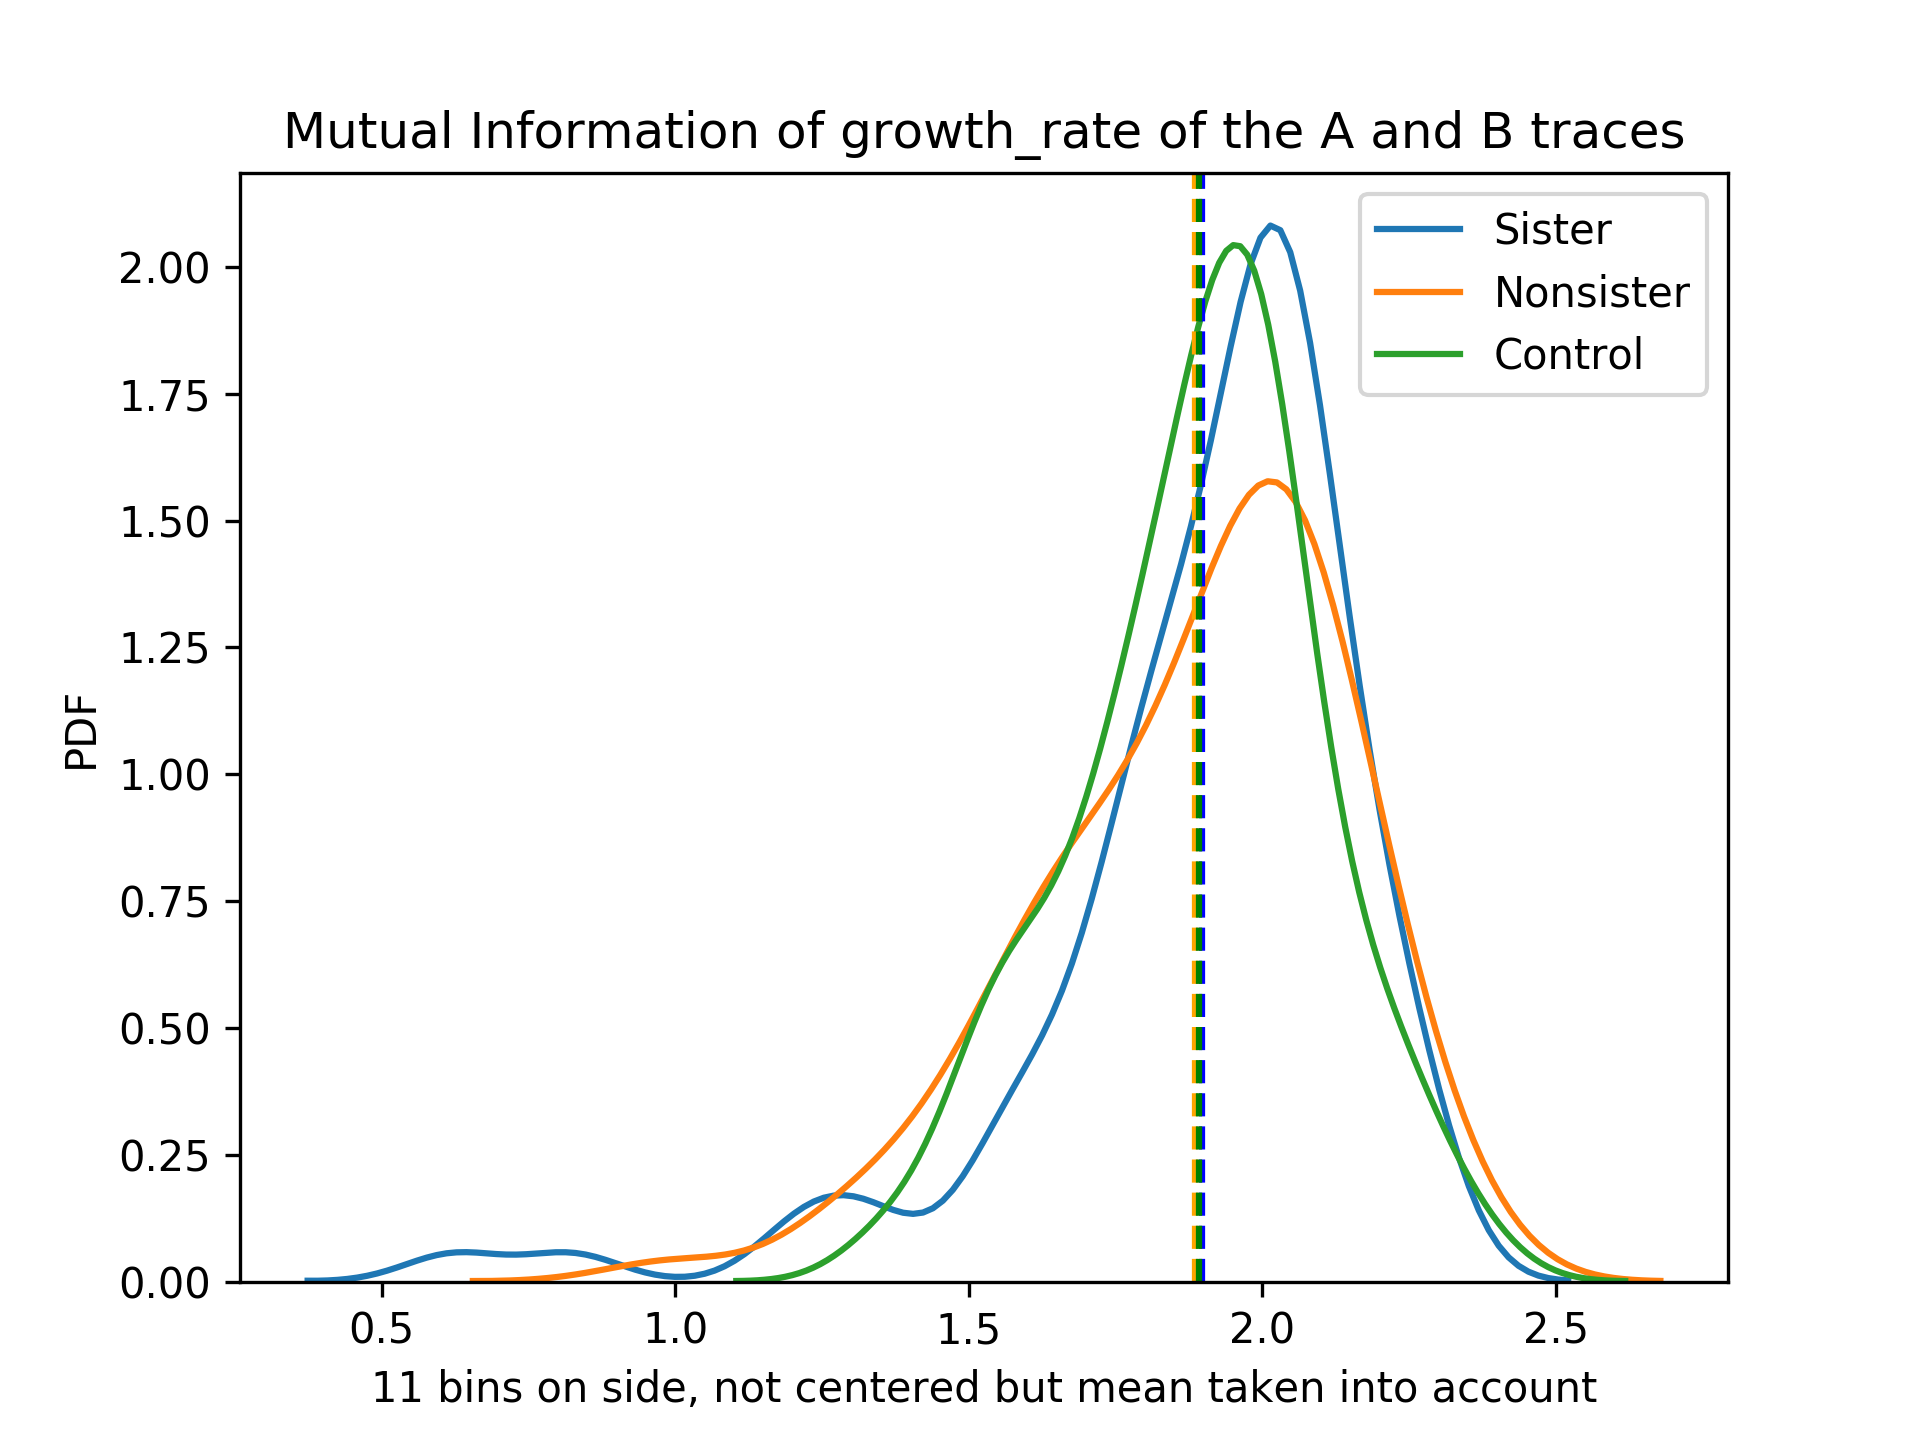 Mutual Information of growth_rate of the A and B traces
Sister
Nonsister
Control
PDF
2.00
1.75
1.50
1.25
1.00
0.75
0.50
0.25
0.00
0.5 1.0 1.5 2.0 2.5
11 bins on side, not centered but mean taken into account